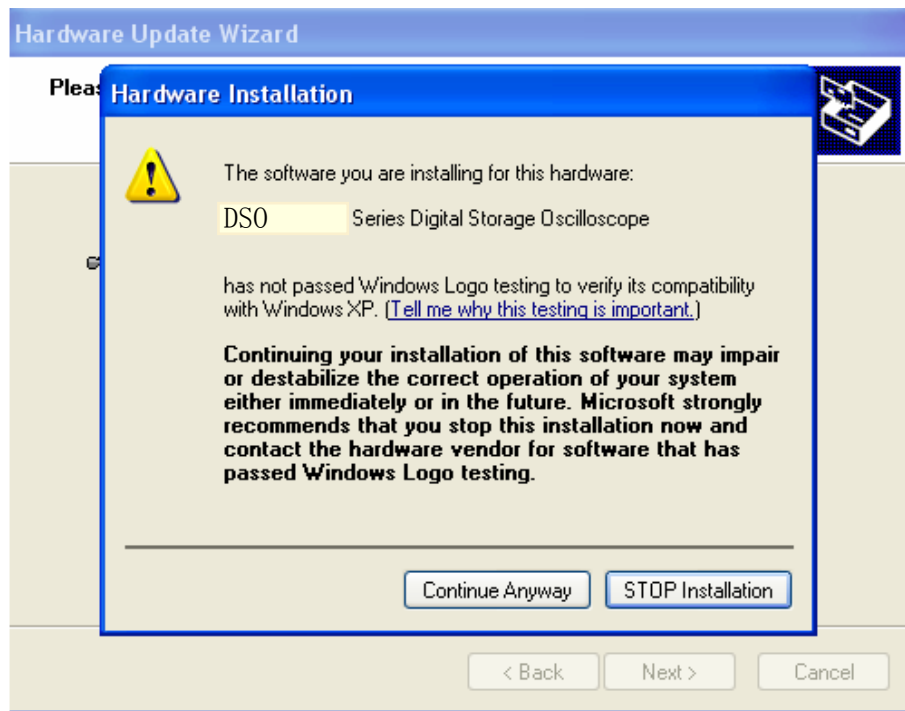 Hardware Update Wizard
Pleas
Hardware Installation
The software you are installing for this hardware:
DSO Series Digital Storage Oscilloscope
has not passed Windows Logo testing to verify its compatibility
with Windows XP. (Tell me why this testing is important.)
Continuing your installation of this software may impair
or destabilize the correct operation of your system
either immediately or in the future. Microsoft strongly
recommends that you stop this installation now and
contact the hardware vendor for software that has
passed Windows Logo testing.
Continue Anyway STOP Installation
< Back Next > Cancel